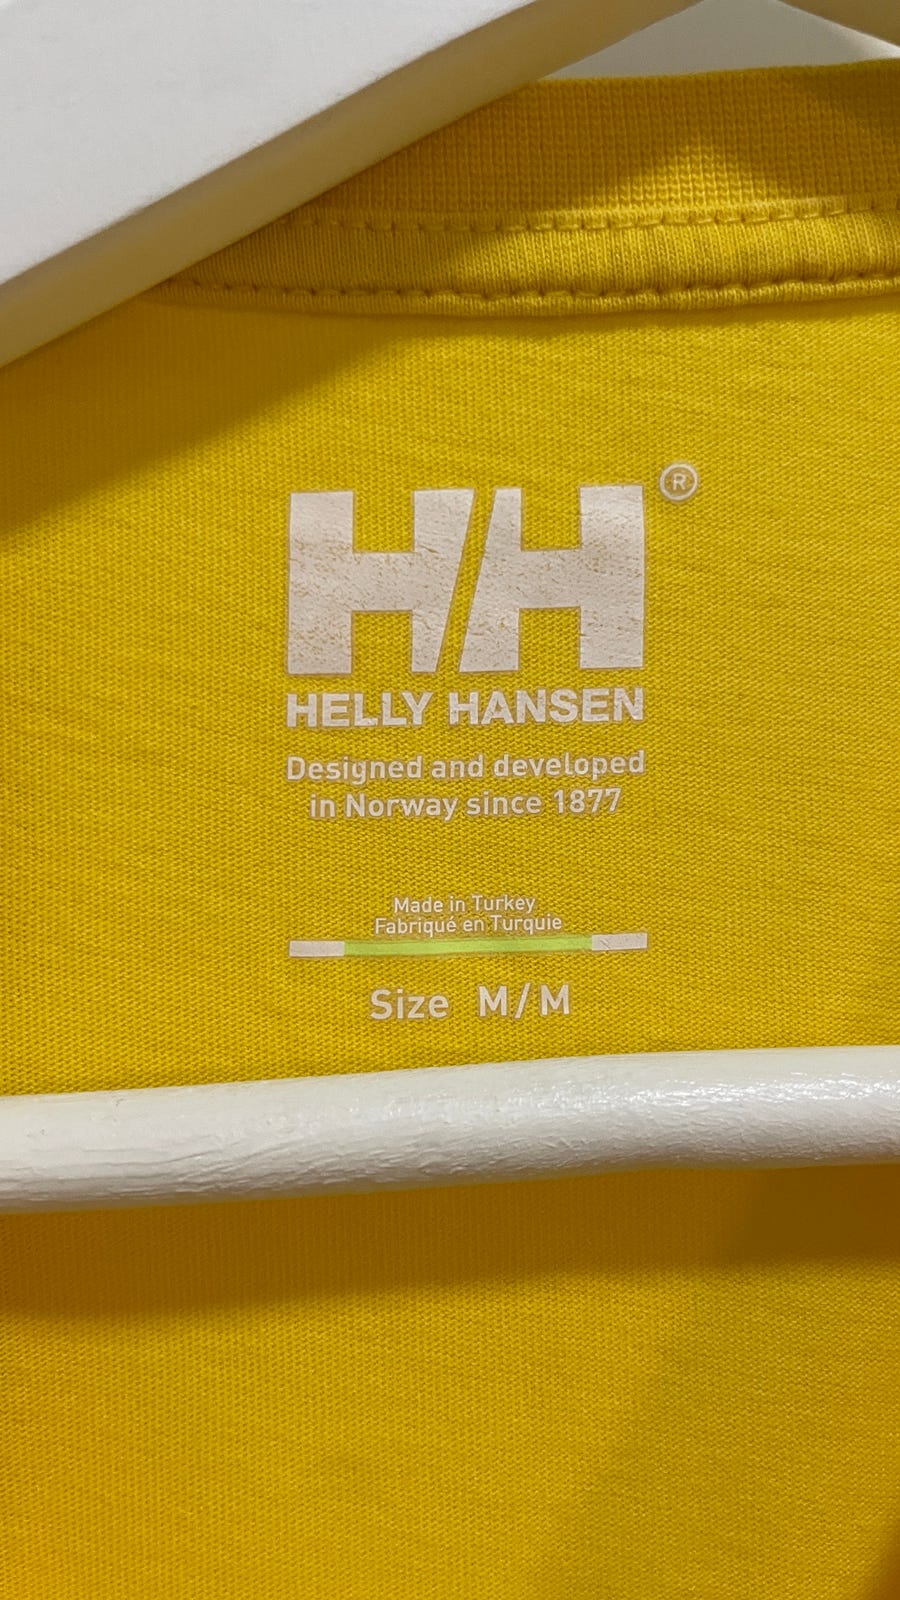 HH®
HELLY HANSEN
Designed and developed
in Norway since 1877
Made in Turkey
Fabriqué en Turquie
Size M/M